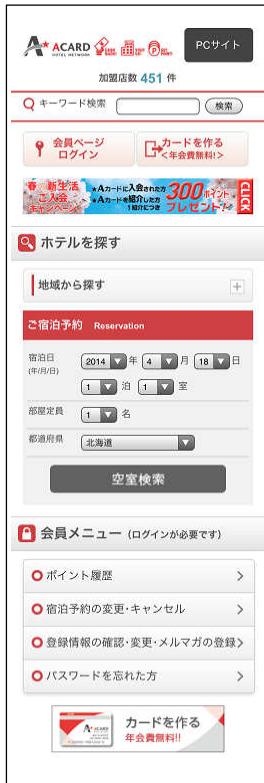 A* ACARD
HOTEL NETWORK
PCサイト
加盟店数 451 件
キーワード検索
検索
会員ページ
ログイン
カードを作る
<年会費無料!>
春の新生活
ご入会
キャンペーン
★Aカードに入会された方
★Aカードを紹介した方
1紹介につき
300ポイント
プレゼント!
CLICK
ホテルを探す
地域から探す
ご宿泊予約 Reservation
宿泊日
(年/月/日)
2014 年 4 月 18 日
1 泊 1 室
部屋定員
1 名
都道府県
北海道
空室検索
会員メニュー (ログインが必要です)
ポイント履歴
宿泊予約の変更・キャンセル
登録情報の確認・変更・メルマガの登録
パスワードを忘れた方
A* ACARD
カードを作る
年会費無料!!